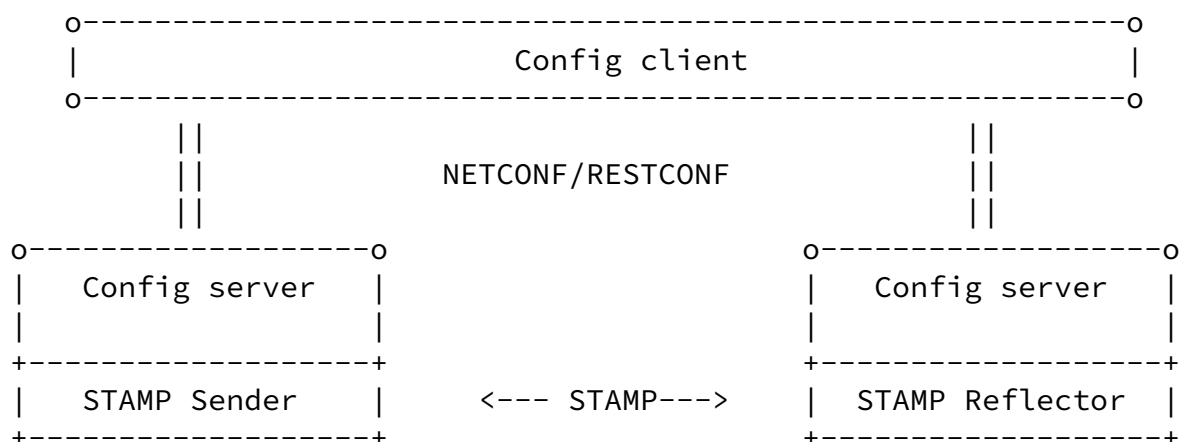 Config client
NETCONF/RESTCONF
Config server Config server
STAMP Sender <--- STAMP---> STAMP Reflector